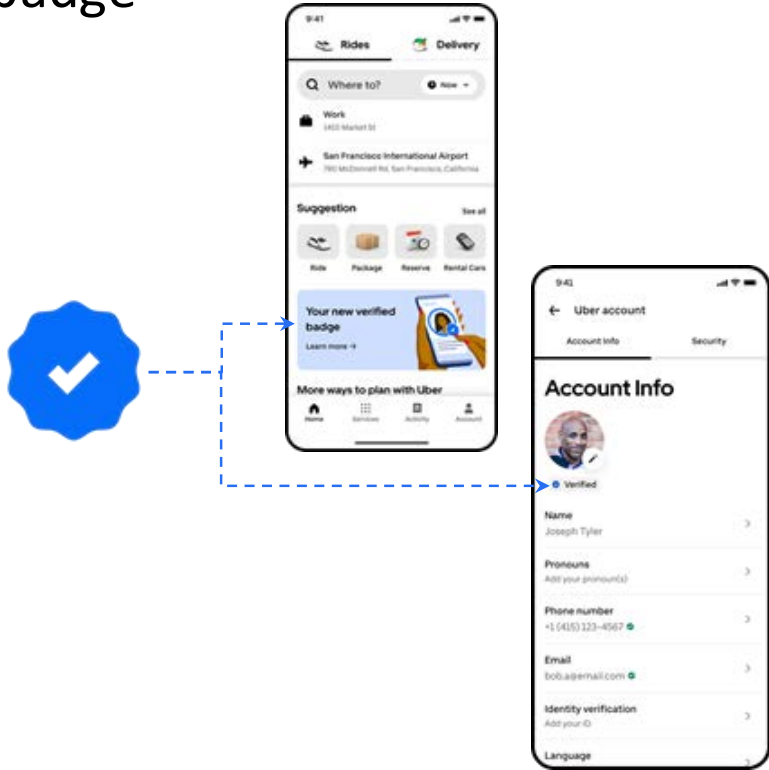 badge
9:41
Rides
Delivery
Where to?
Now
Work
1455 Market St
San Francisco International Airport
780 McDonnell Rd, San Francisco, California
Suggestion
See all
Ride
Package
Reserve
Rental Cars
Your new verified
badge
Learn more →
More ways to plan with Uber
Home
Services
Activity
Account
9:41
← Uber account
Account Info
Security
Account Info
Verified
Name
Joseph Tyler
Pronouns
Add your pronoun(s)
Phone number
+1 (415) 123-4567
Email
bob.a@email.com
Identity verification
Add your ID
Language